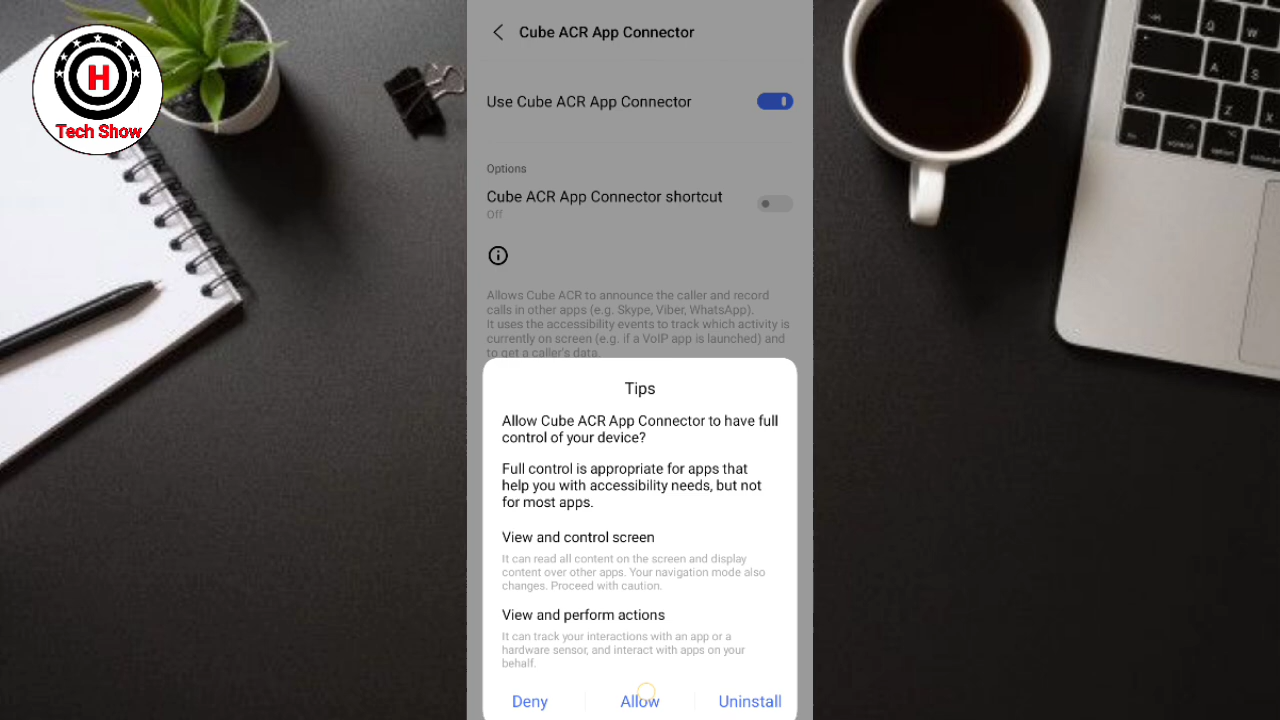 H
Tech Show
Cube ACR App Connector
Use Cube ACR App Connector
Options
Cube ACR App Connector shortcut
Off
Allows Cube ACR to announce the caller and record
calls in other apps (e.g. Skype, Viber, WhatsApp).
It uses the accessibility events to track which activity is
currently on screen (e.g. if a VoIP app is launched) and
to get a caller's data.
Tips
Allow Cube ACR App Connector to have full
control of your device?
Full control is appropriate for apps that
help you with accessibility needs, but not
for most apps.
View and control screen
It can read all content on the screen and display
content over other apps. Your navigation mode also
changes. Proceed with caution.
View and perform actions
It can track your interactions with an app or a
hardware sensor, and interact with apps on your
behalf.
Deny
Allow
Uninstall